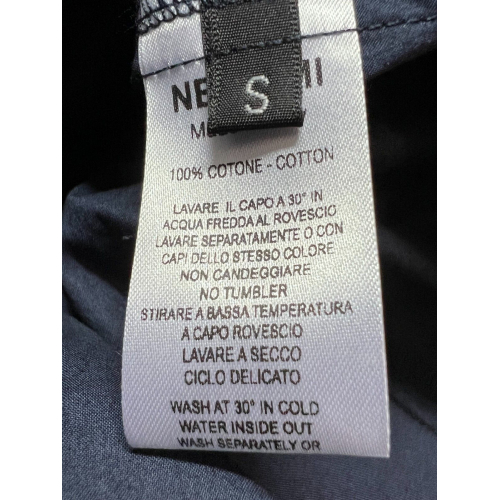 S
100% COTONE - COTTON
LAVARE IL CAPO A 30° IN
ACQUA FREDDA AL ROVESCIO
LAVARE SEPARATAMENTE O CON
CAPI DELLO STESSO COLORE
NON CANDEGGIARE
NO TUMBLER
STIRARE A BASSA TEMPERATURA
A CAPO ROVESCIO
LAVARE A SECCO
CICLO DELICATO
WASH AT 30° IN COLD
WATER INSIDE OUT
WASH SEPARATELY OR